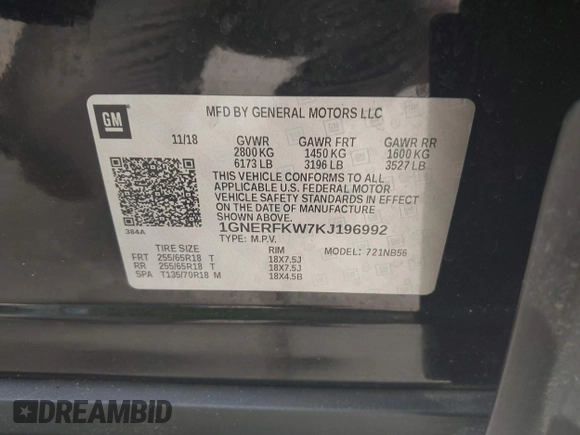 GM
MFD BY GENERAL MOTORS LLC
11/18 GVWR GAWR FRT GAWR RR
2800 KG 1450 KG 1600 KG
6173 LB 3196 LB 3527 LB
THIS VEHICLE CONFORMS TO ALL
APPLICABLE U.S. FEDERAL MOTOR
VEHICLE SAFETY STANDARDS IN EFFECT
ON THE DATE OF MANUFACTURE
SHOWN ABOVE.
384A
1GNERFKW7KJ196992
TYPE: M.P.V. MODEL: 721NB56
TIRE SIZE RIM
FRT 255/65R18 T 18X7.5J
RR 255/65R18 T 18X7.5J
SPA T135/70R18 M 18X4.5B
DREAMBID